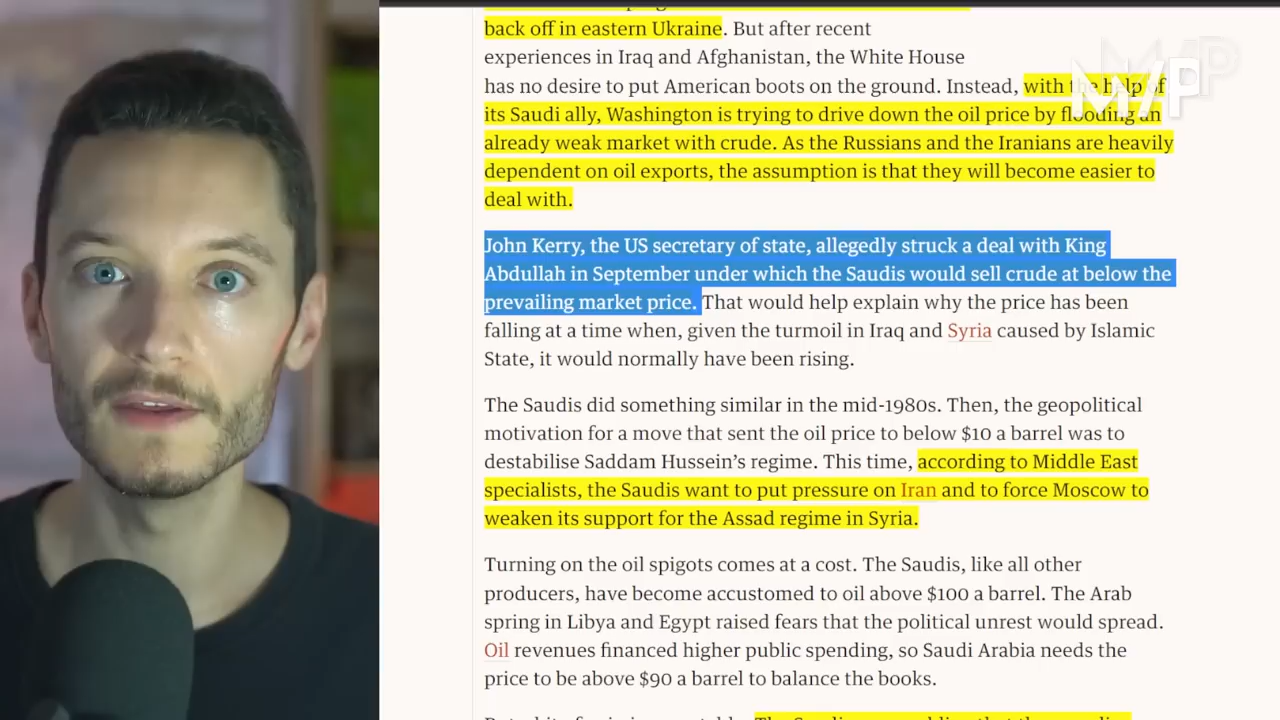 back off in eastern Ukraine. But after recent
experiences in Iraq and Afghanistan, the White House
has no desire to put American boots on the ground. Instead, with the help of
its Saudi ally, Washington is trying to drive down the oil price by flooding an
already weak market with crude. As the Russians and the Iranians are heavily
dependent on oil exports, the assumption is that they will become easier to
deal with.
John Kerry, the US secretary of state, allegedly struck a deal with King
Abdullah in September under which the Saudis would sell crude at below the
prevailing market price. That would help explain why the price has been
falling at a time when, given the turmoil in Iraq and Syria caused by Islamic
State, it would normally have been rising.
The Saudis did something similar in the mid-1980s. Then, the geopolitical
motivation for a move that sent the oil price to below $10 a barrel was to
destabilise Saddam Hussein’s regime. This time, according to Middle East
specialists, the Saudis want to put pressure on Iran and to force Moscow to
weaken its support for the Assad regime in Syria.
Turning on the oil spigots comes at a cost. The Saudis, like all other
producers, have become accustomed to oil above $100 a barrel. The Arab
spring in Libya and Egypt raised fears that the political unrest would spread.
Oil revenues financed higher public spending, so Saudi Arabia needs the
price to be above $90 a barrel to balance the books.